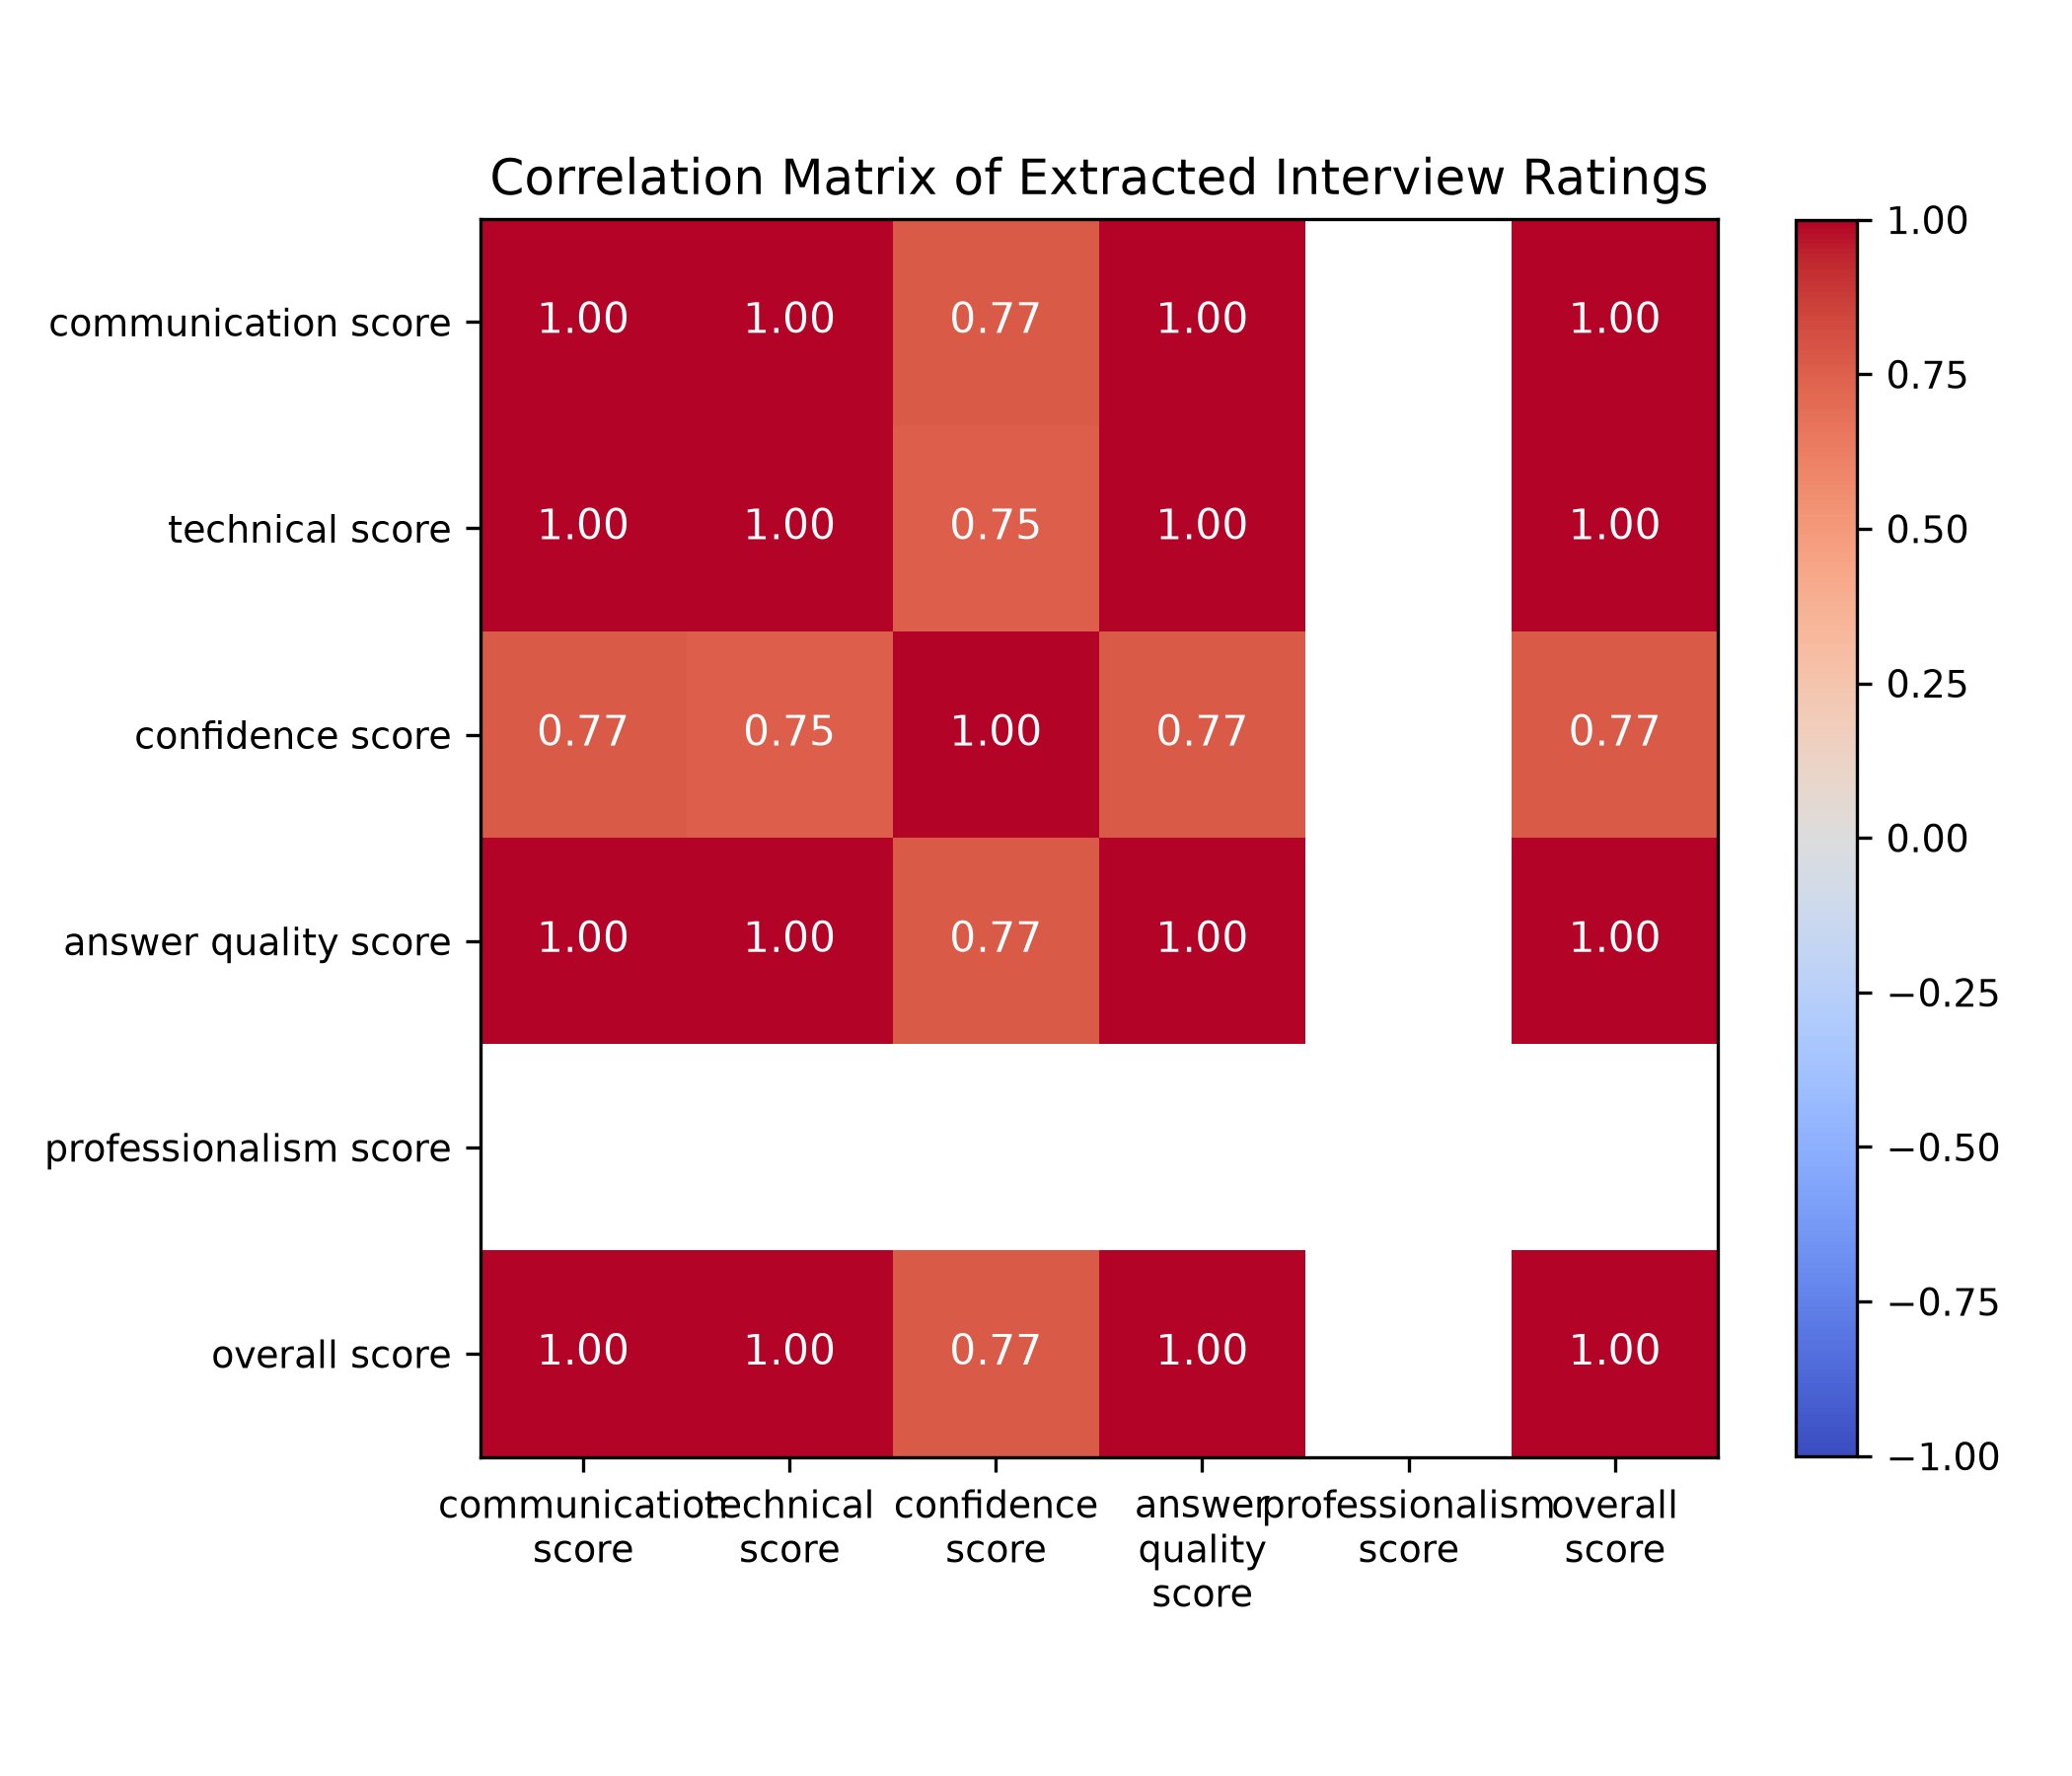 Correlation Matrix of Extracted Interview Ratings
communication score
1.00 1.00 0.77 1.00 1.00
technical score
1.00 1.00 0.75 1.00 1.00
confidence score
0.77 0.75 1.00 0.77 0.77
answer quality score
1.00 1.00 0.77 1.00 1.00
professionalism score
overall score
1.00 1.00 0.77 1.00 1.00
communication
score
technical
score
confidence
score
answer
quality
score
professionalism
score
overall
score
1.00
0.75
0.50
0.25
0.00
−0.25
−0.50
−0.75
−1.00